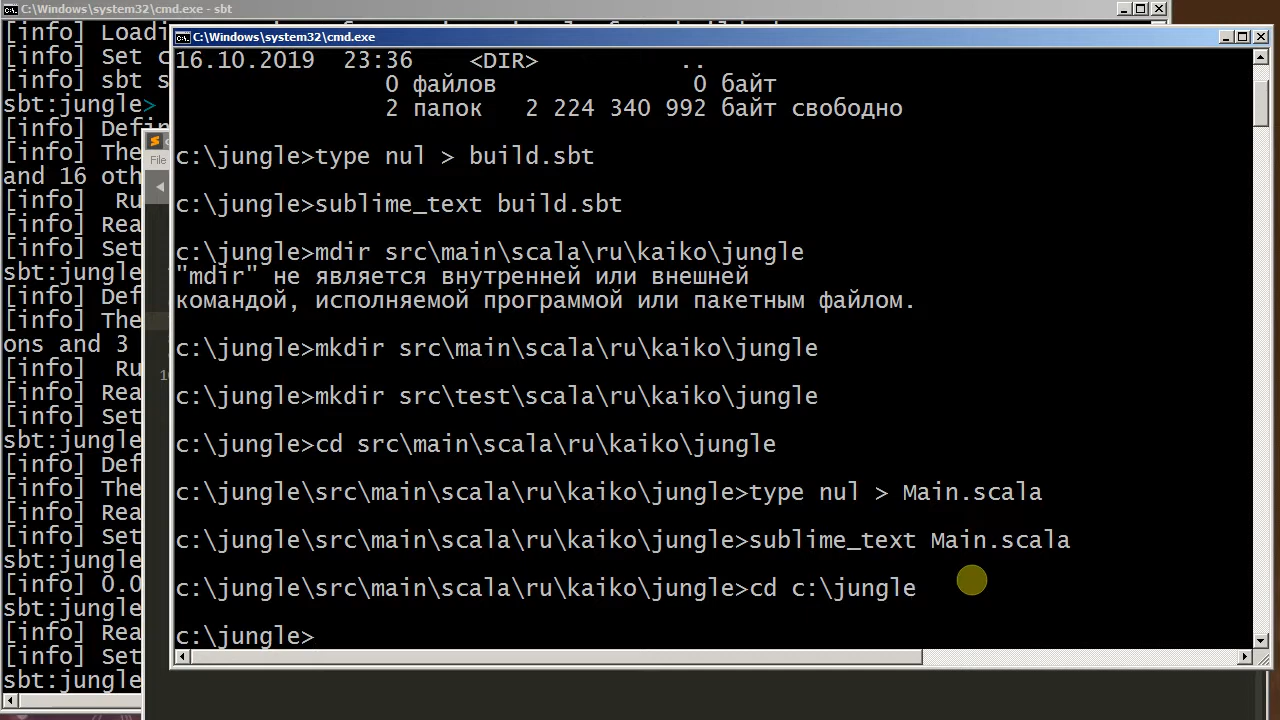 C:\Windows\system32\cmd.exe - sbt
[info] Loadi
[info] Set c
[info] sbt s
sbt:jungle>
[info] Defin
[info] The
and 16 oth
[info]  Ru
[info] Rea
[info] Set
sbt:jungle
[info] Def
[info] The
ons and 3
[info]  Ru
[info] Rea
[info] Set
sbt:jungle
[info] Def
[info] The
[info] Rea
[info] Set
sbt:jungle
[info] 0.0
sbt:jungle
[info] Rea
[info] Set
sbt:jungle
File
C:\Windows\system32\cmd.exe
16.10.2019  23:36    <DIR>          ..
0 файлов              0 байт
2 папок   2 224 340 992 байт свободно
c:\jungle>type nul > build.sbt
c:\jungle>sublime_text build.sbt
c:\jungle>mdir src\main\scala\ru\kaiko\jungle
"mdir" не является внутренней или внешней
командой, исполняемой программой или пакетным файлом.
c:\jungle>mkdir src\main\scala\ru\kaiko\jungle
c:\jungle>mkdir src\test\scala\ru\kaiko\jungle
c:\jungle>cd src\main\scala\ru\kaiko\jungle
c:\jungle\src\main\scala\ru\kaiko\jungle>type nul > Main.scala
c:\jungle\src\main\scala\ru\kaiko\jungle>sublime_text Main.scala
c:\jungle\src\main\scala\ru\kaiko\jungle>cd c:\jungle
c:\jungle>